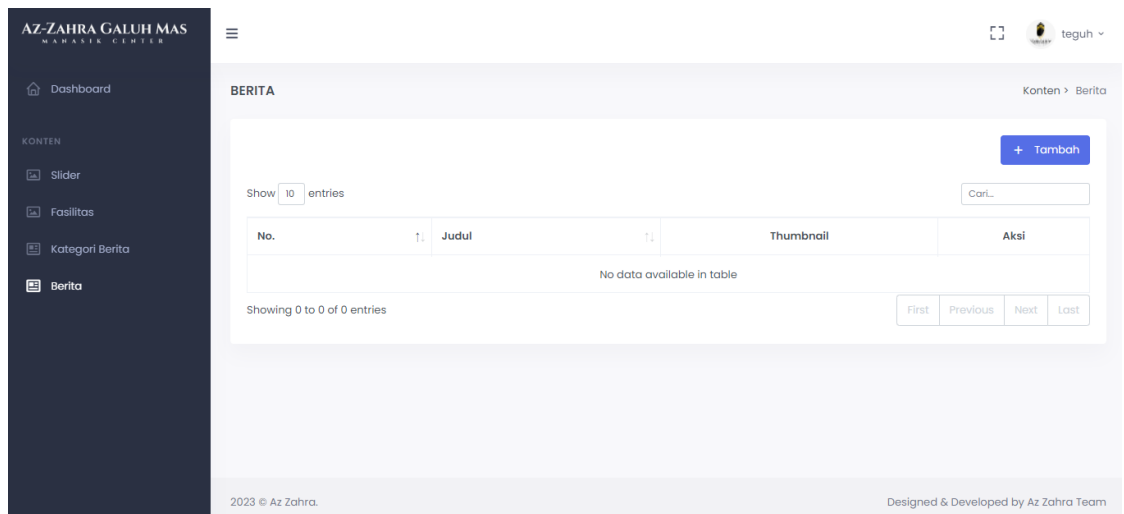 AZ-ZAHRA GALUH MAS
MANASIK CENTER
teguh
Dashboard
BERITA
Konten > Berita
KONTEN
+ Tambah
Slider
Show 10 entries
Cari...
Fasilitas
No. Judul Thumbnail Aksi
Kategori Berita
No data available in table
Berita
Showing 0 to 0 of 0 entries
First Previous Next Last
2023 © Az Zahra.
Designed & Developed by Az Zahra Team